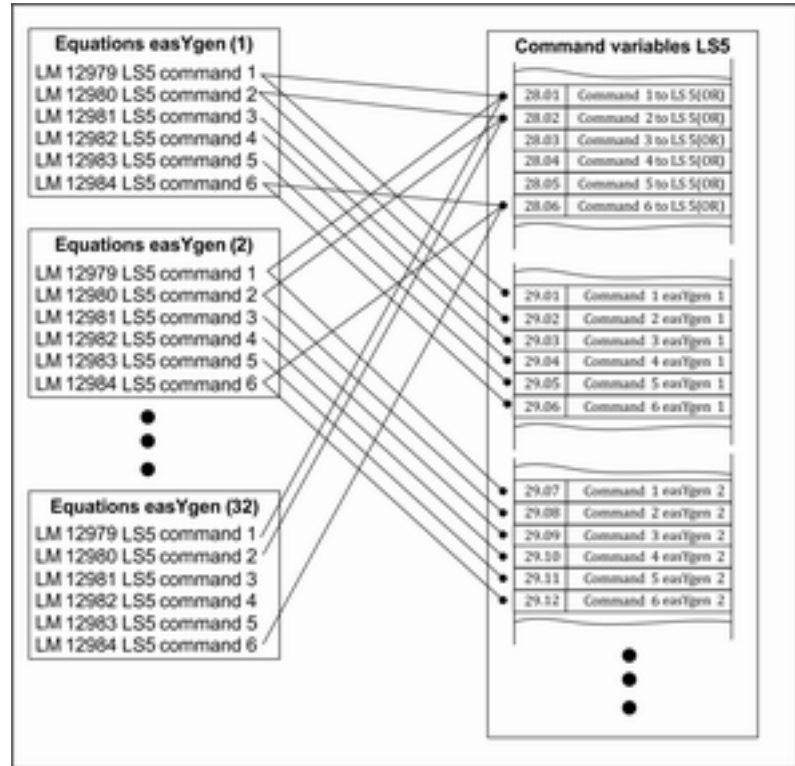 Equations easYgen (1)
LM 12979 LS5 command 1
LM 12980 LS5 command 2
LM 12981 LS5 command 3
LM 12982 LS5 command 4
LM 12983 LS5 command 5
LM 12984 LS5 command 6
Equations easYgen (2)
LM 12979 LS5 command 1
LM 12980 LS5 command 2
LM 12981 LS5 command 3
LM 12982 LS5 command 4
LM 12983 LS5 command 5
LM 12984 LS5 command 6
Equations easYgen (32)
LM 12979 LS5 command 1
LM 12980 LS5 command 2
LM 12981 LS5 command 3
LM 12982 LS5 command 4
LM 12983 LS5 command 5
LM 12984 LS5 command 6
Command variables LS5
28.01 Command 1 to LS 5(OR)
28.02 Command 2 to LS 5(OR)
28.03 Command 3 to LS 5(OR)
28.04 Command 4 to LS 5(OR)
28.05 Command 5 to LS 5(OR)
28.06 Command 6 to LS 5(OR)
29.01 Command 1 easYgen 1
29.02 Command 2 easYgen 1
29.03 Command 3 easYgen 1
29.04 Command 4 easYgen 1
29.05 Command 5 easYgen 1
29.06 Command 6 easYgen 1
29.07 Command 1 easYgen 2
29.08 Command 2 easYgen 2
29.09 Command 3 easYgen 2
29.10 Command 4 easYgen 2
29.11 Command 5 easYgen 2
29.12 Command 6 easYgen 2